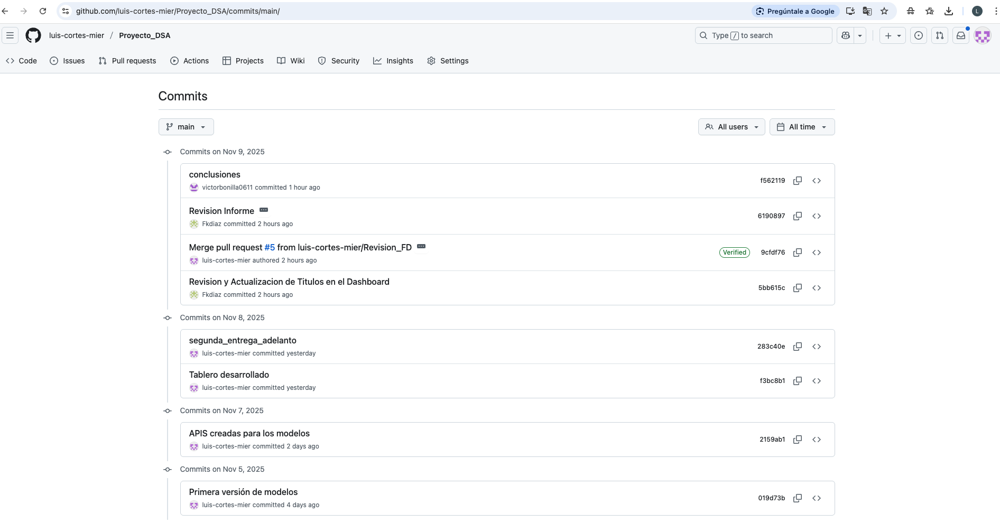 github.com/luis-cortes-mier/Proyecto_DSA/commits/main/
Pregúntale a Google
L
luis-cortes-mier / Proyecto_DSA
Type / to search
Code
Issues
Pull requests
Actions
Projects
Wiki
Security
Insights
Settings
Commits
main
All users
All time
Commits on Nov 9, 2025
conclusiones
victorbonilla0611 committed 1 hour ago
f562119
Revision Informe
Fkdiaz committed 2 hours ago
6190897
Merge pull request #5 from luis-cortes-mier/Revision_FD
luis-cortes-mier authored 2 hours ago
Verified
9cfdf76
Revision y Actualizacion de Titulos en el Dashboard
Fkdiaz committed 2 hours ago
5bb615c
Commits on Nov 8, 2025
segunda_entrega_adelanto
luis-cortes-mier committed yesterday
283c40e
Tablero desarrollado
luis-cortes-mier committed yesterday
f3bc8b1
Commits on Nov 7, 2025
APIS creadas para los modelos
luis-cortes-mier committed 2 days ago
2159ab1
Commits on Nov 5, 2025
Primera versión de modelos
luis-cortes-mier committed 4 days ago
019d73b